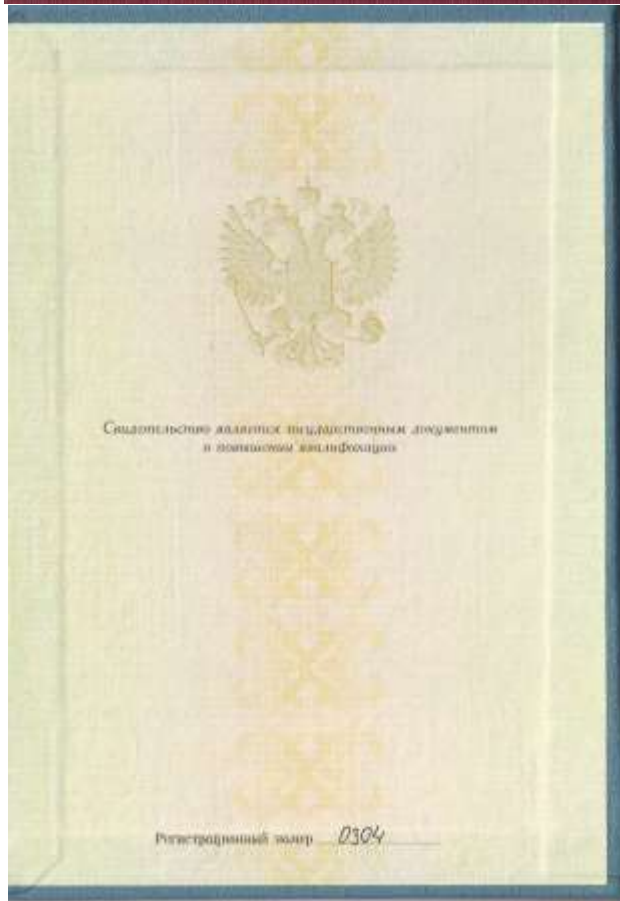 Свидетельство является государственным документом
о повышении квалификации
Регистрационный номер 0304